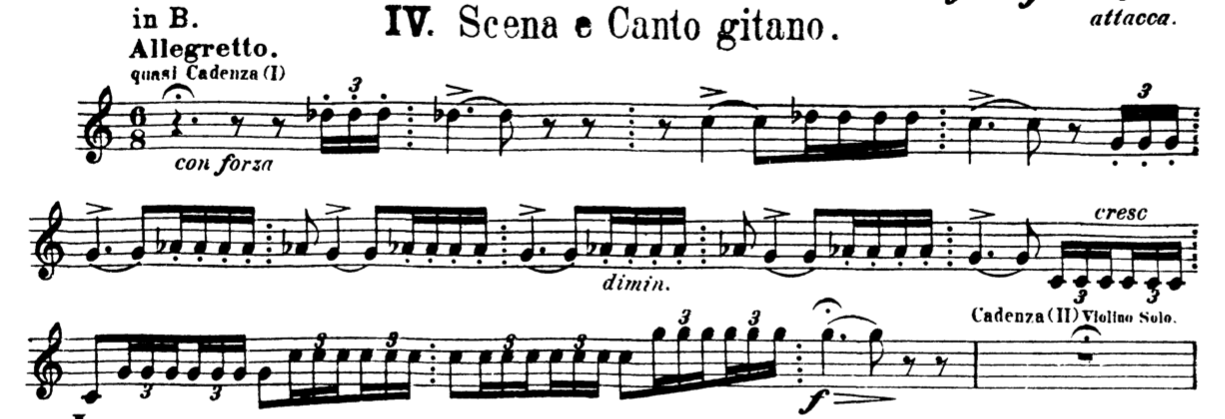 in B.
IV. Scena e Canto gitano.
attacca.
Allegretto.
quasi Cadenza (I)
3
6
8
3
con forza
cresc
dimin.
3
3
Cadenza (II) Violino Solo.
3
3
3
3
3
3
3
3
f